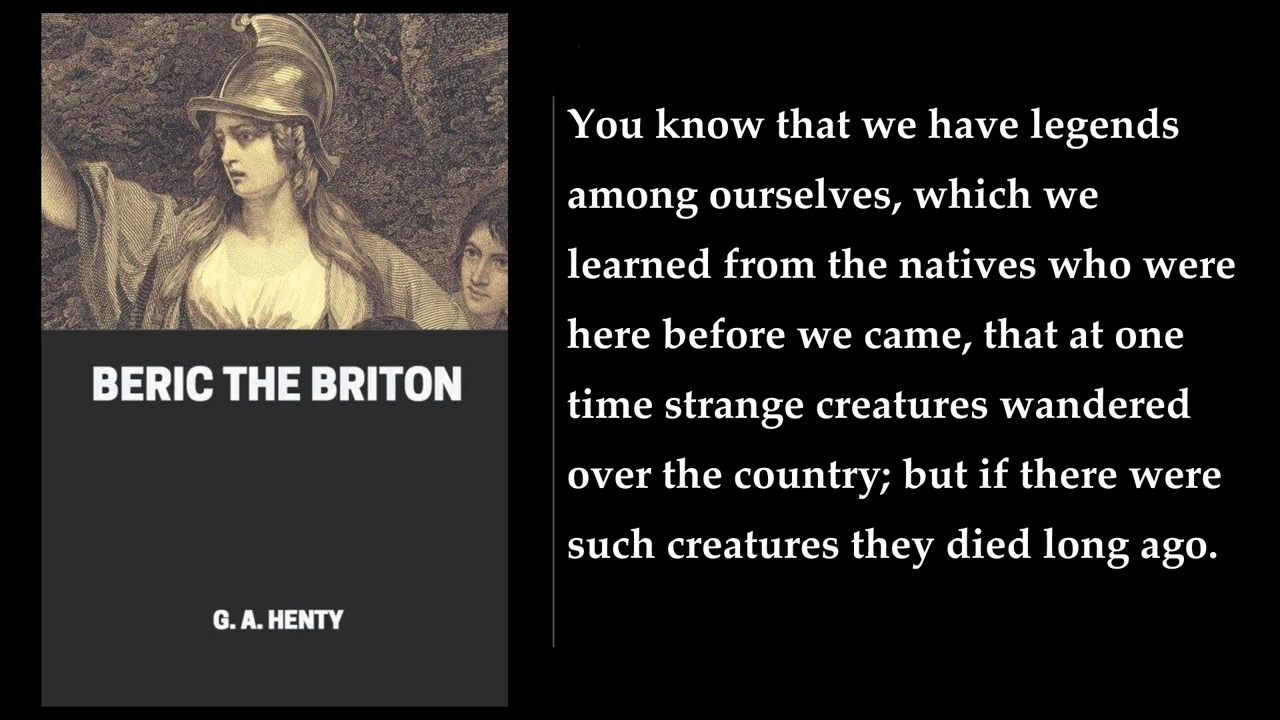 BERIC THE BRITON
G. A. HENTY
You know that we have legends
among ourselves, which we
learned from the natives who were
here before we came, that at one
time strange creatures wandered
over the country; but if there were
such creatures they died long ago.